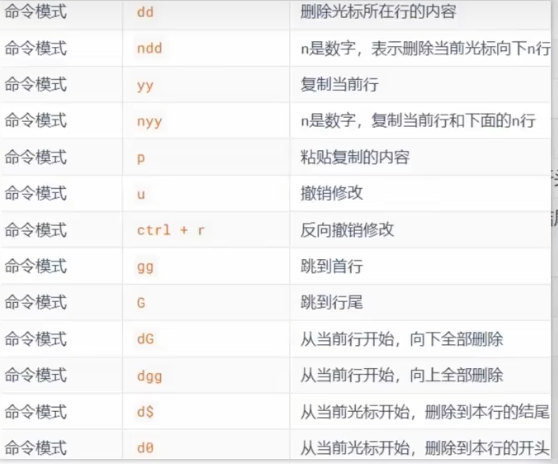 命令模式 dd 删除光标所在行的内容
命令模式 ndd n是数字，表示删除当前光标向下n行
命令模式 yy 复制当前行
命令模式 nyy n是数字，复制当前行和下面的n行
命令模式 p 粘贴复制的内容
命令模式 u 撤销修改
命令模式 ctrl + r 反向撤销修改
命令模式 gg 跳到首行
命令模式 G 跳到行尾
命令模式 dG 从当前行开始，向下全部删除
命令模式 dgg 从当前行开始，向上全部删除
命令模式 d$ 从当前光标开始，删除到本行的结尾
命令模式 d0 从当前光标开始，删除到本行的开头